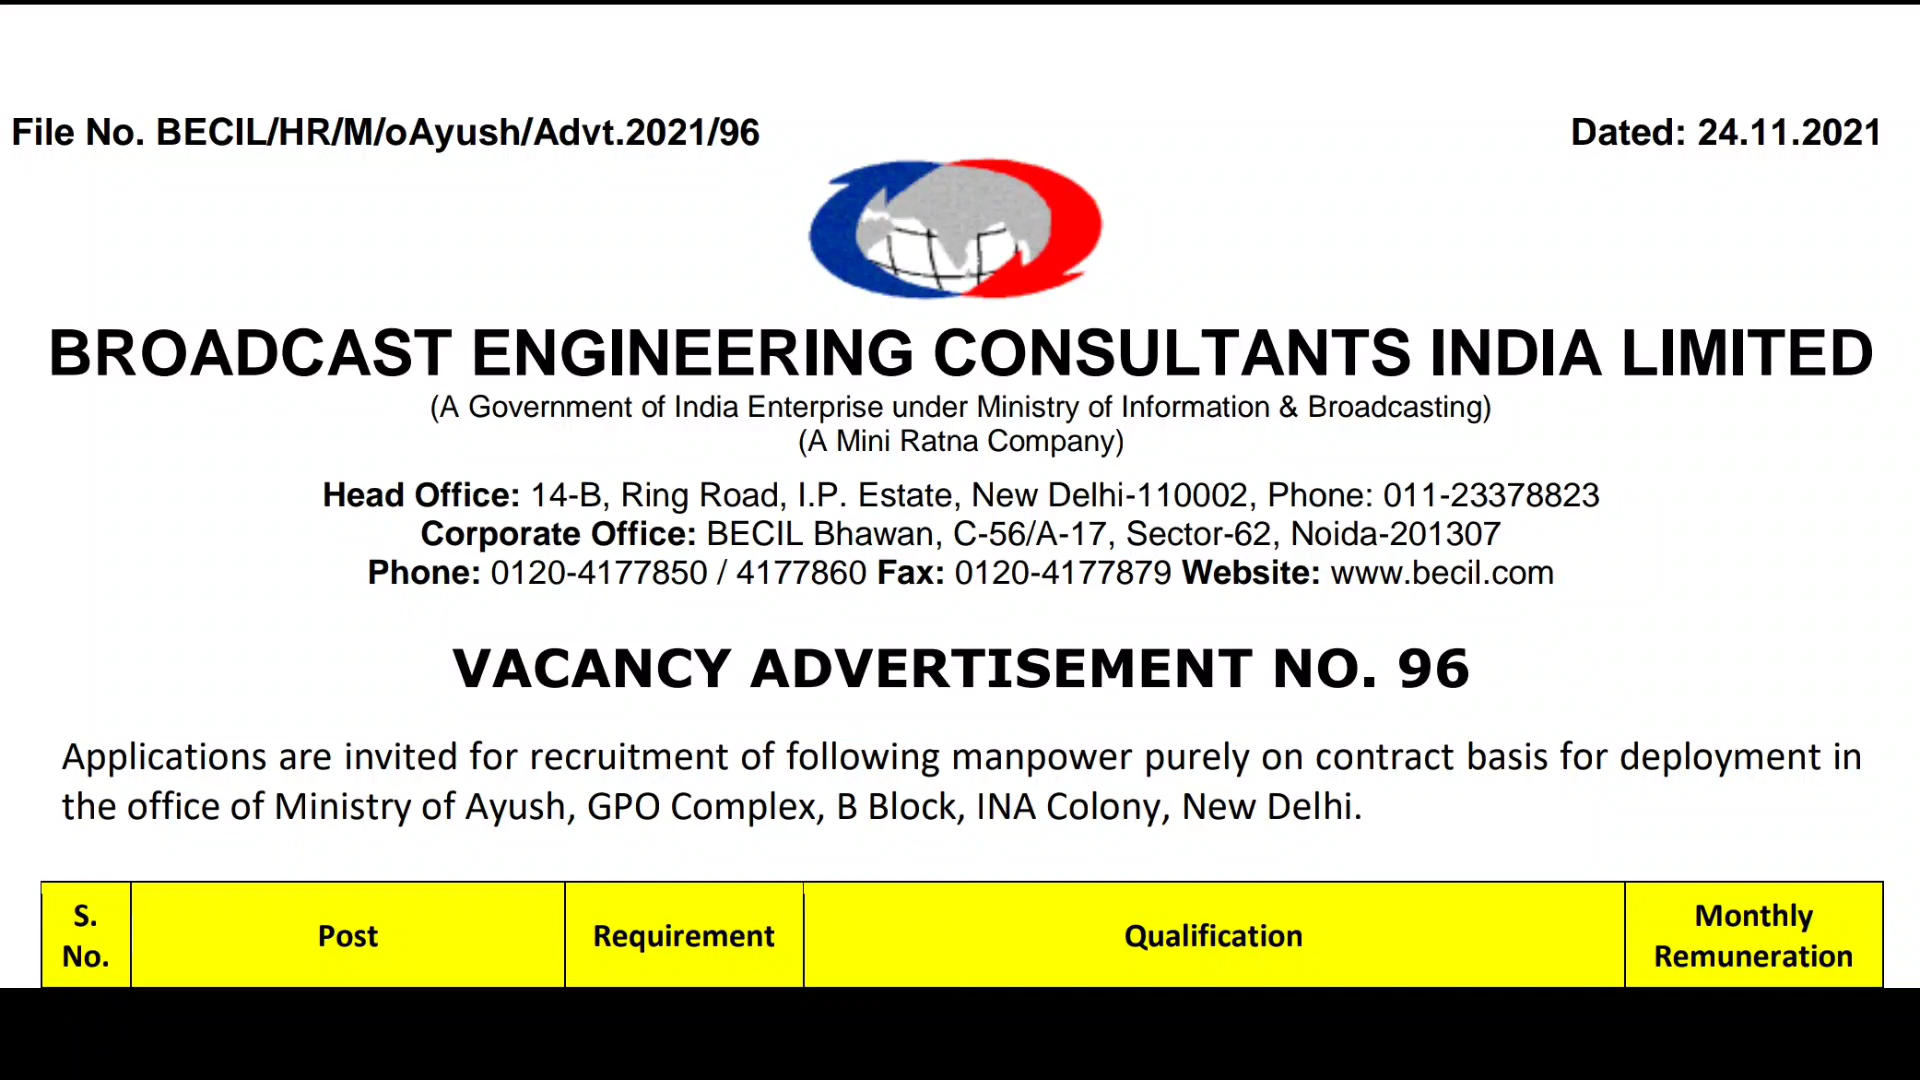 File No. BECIL/HR/M/oAyush/Advt.2021/96 Dated: 24.11.2021
BROADCAST ENGINEERING CONSULTANTS INDIA LIMITED
(A Government of India Enterprise under Ministry of Information & Broadcasting)
(A Mini Ratna Company)
Head Office: 14-B, Ring Road, I.P. Estate, New Delhi-110002, Phone: 011-23378823
Corporate Office: BECIL Bhawan, C-56/A-17, Sector-62, Noida-201307
Phone: 0120-4177850 / 4177860 Fax: 0120-4177879 Website: www.becil.com
VACANCY ADVERTISEMENT NO. 96
Applications are invited for recruitment of following manpower purely on contract basis for deployment in
the office of Ministry of Ayush, GPO Complex, B Block, INA Colony, New Delhi.
S. No. Post Requirement Qualification Monthly Remuneration